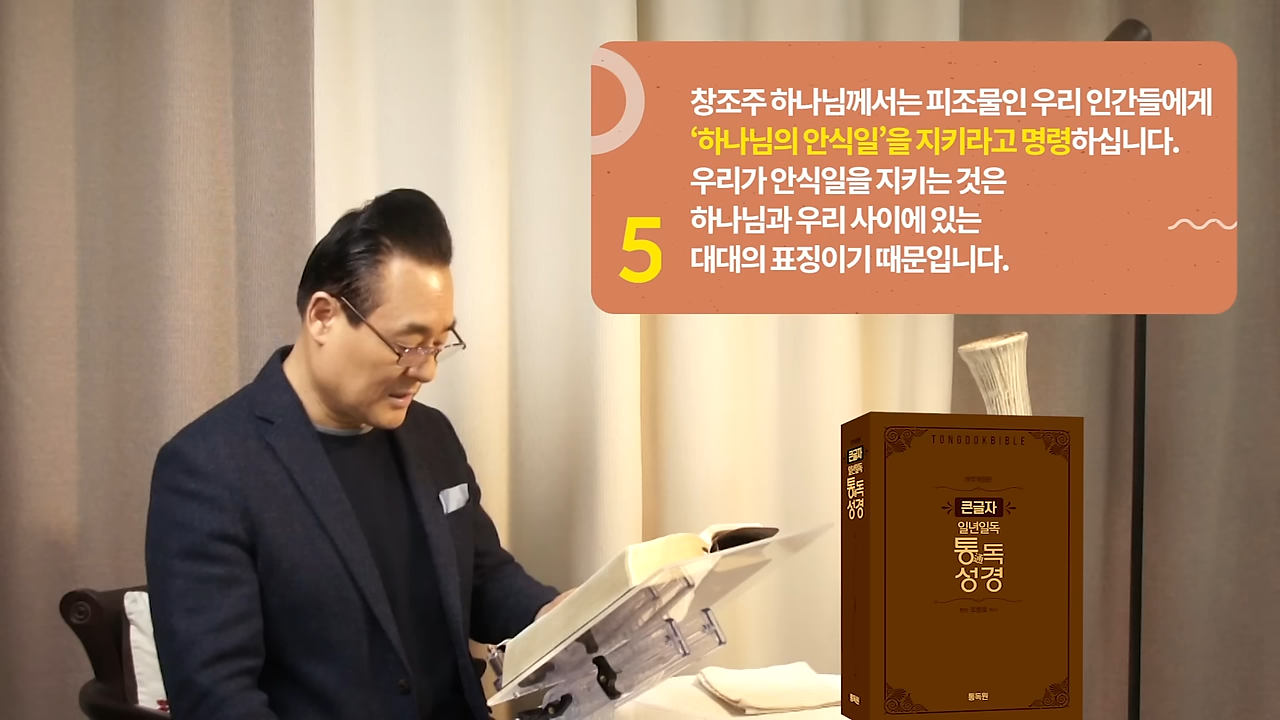 창조주 하나님께서는 피조물인 우리 인간들에게
‘하나님의 안식일’을 지키라고 명령하십니다.
우리가 안식일을 지키는 것은
하나님과 우리 사이에 있는
대대의 표징이기 때문입니다.
5
TONGDOKBIBLE
큰글자
일년일독
통독
성경
통독원
큰글자
일년일독
통독
성경
통독원